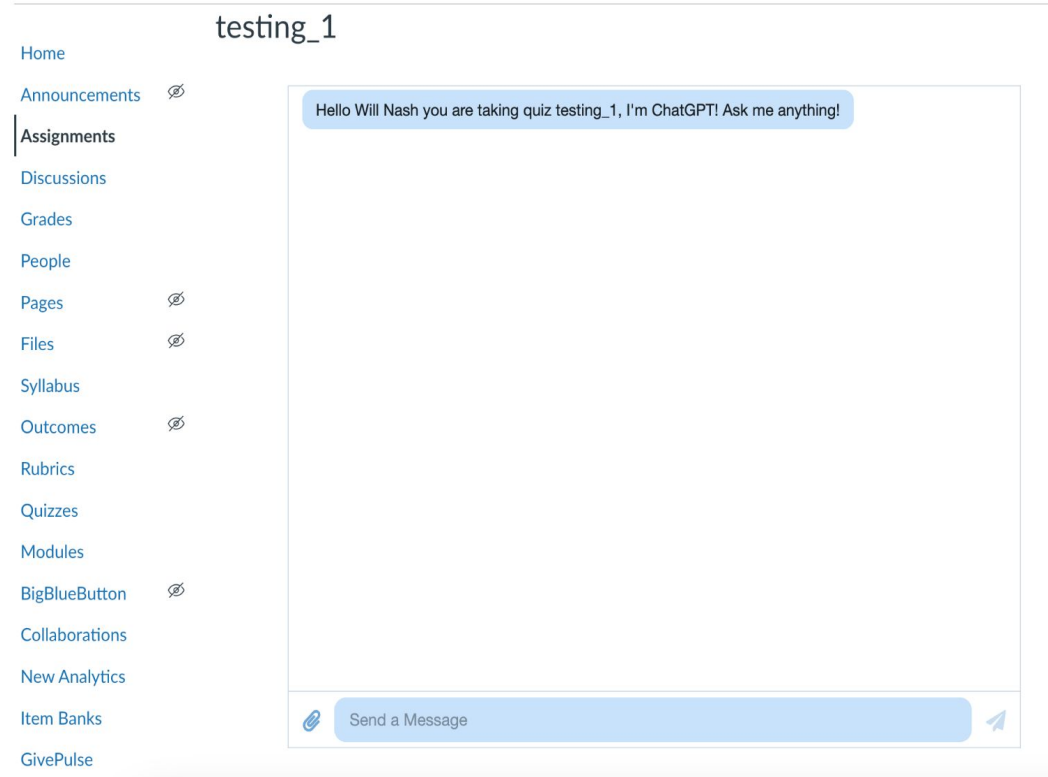 testing_1
Home
Announcements
Assignments
Discussions
Grades
People
Pages
Files
Syllabus
Outcomes
Rubrics
Quizzes
Modules
BigBlueButton
Collaborations
New Analytics
Item Banks
GivePulse
Hello Will Nash you are taking quiz testing_1, I'm ChatGPT! Ask me anything!
Send a Message